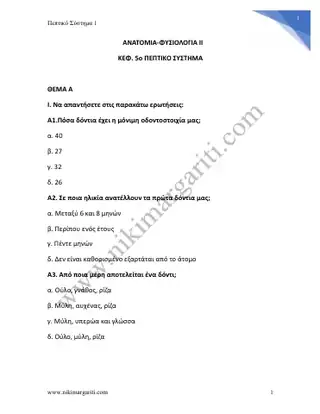 Πεπτικό Σύστημα 1
1
ΑΝΑΤΟΜΙΑ-ΦΥΣΙΟΛΟΓΙΑ ΙΙ
ΚΕΦ. 5ο ΠΕΠΤΙΚΟ ΣΥΣΤΗΜΑ
ΘΕΜΑ Α
Ι. Να απαντήσετε στις παρακάτω ερωτήσεις:
Α1.Πόσα δόντια έχει η μόνιμη οδοντοστοιχία μας;
α. 40
β. 27
γ. 32
δ. 26
Α2. Σε ποια ηλικία ανατέλλουν τα πρώτα δόντια μας;
α. Μεταξύ 6 και 8 μηνών
β. Περίπου ενός έτους
γ. Πέντε μηνών
δ. Δεν είναι καθορισμένο εξαρτάται από το άτομο
Α3. Από ποια μέρη αποτελείται ένα δόντι;
α. Ούλο, γνάθος, ρίζα
β. Μύλη, αυχένας, ρίζα
γ. Μύλη, υπερώα και γλώσσα
δ. Ούλο, μύλη, ρίζα
www.nikimargariti.com
www.nikimargariti.com 1